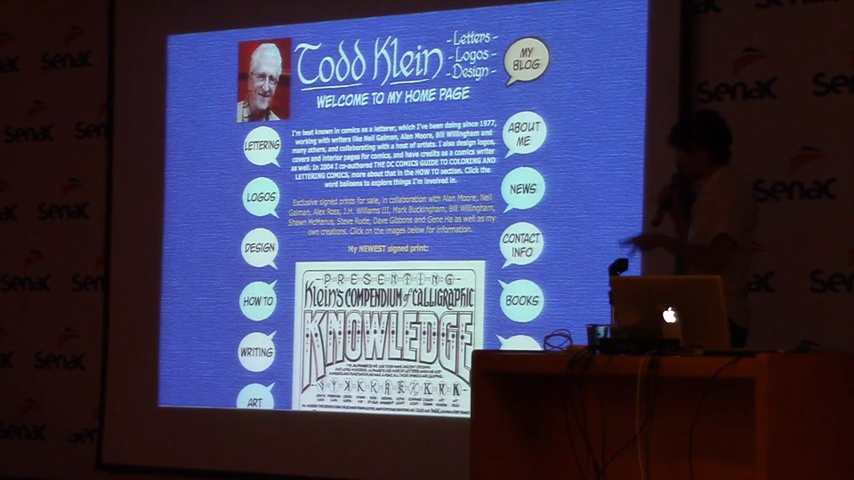 Todd Klein
- Letters -
- Logos -
- Design -
MY
BLOG
WELCOME TO MY HOME PAGE
I'm best known in comics as a letterer, which I've been doing since 1977,
working with writers like Neil Gaiman, Alan Moore, Bill Willingham and
many others, and collaborating with a host of artists. I also design logos,
covers and interior pages for comics, and have credits as a comics writer
as well. In 2004 I co-authored THE DC COMICS GUIDE TO COLORING AND
LETTERING COMICS, more about that in the HOW TO section. Click the
word balloons to explore things I'm involved in.
Exclusive signed prints for sale, in collaboration with Alan Moore, Neil
Gaiman, Alex Ross, J.H. Williams III, Mark Buckingham, Bill Willingham,
Shawn McManus, Steve Rude; Dave Gibbons and Gene Ha as well as my
own creations. Click on the images below for information.
My NEWEST signed print:
LETTERING
LOGOS
DESIGN
HOW TO
WRITING
ART
ABOUT
ME
NEWS
CONTACT
INFO
BOOKS
- PRESENTING -
Klein's COMPENDIUM of CALLIGRAPHIC
KNOWLEDGE
senac
senac
senac
senac
senac
senac
senac